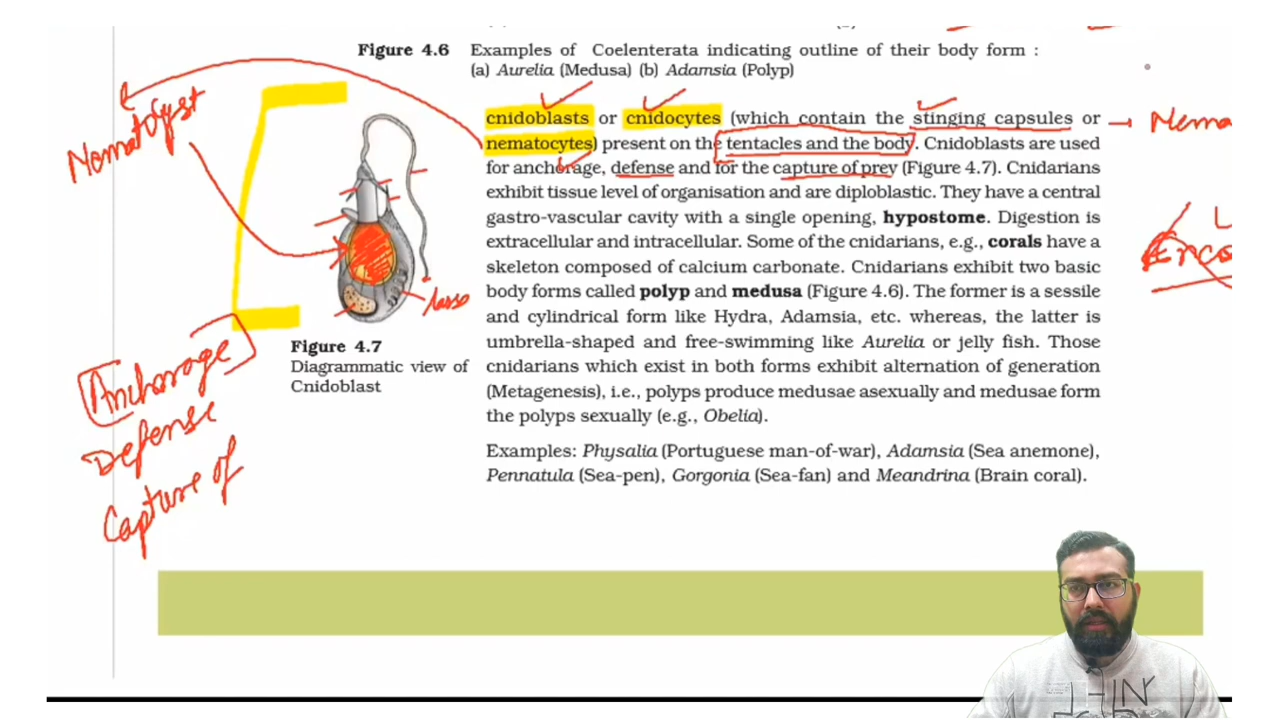 Figure 4.6 Examples of Coelenterata indicating outline of their body form :
(a) Aurelia (Medusa) (b) Adamsia (Polyp)
Nematocyst
cnidoblasts or cnidocytes (which contain the stinging capsules or
nematocytes) present on the tentacles and the body. Cnidoblasts are used
for anchorage, defense and for the capture of prey (Figure 4.7). Cnidarians
exhibit tissue level of organisation and are diploblastic. They have a central
gastro-vascular cavity with a single opening, hypostome. Digestion is
extracellular and intracellular. Some of the cnidarians, e.g., corals have a
skeleton composed of calcium carbonate. Cnidarians exhibit two basic
body forms called polyp and medusa (Figure 4.6). The former is a sessile
and cylindrical form like Hydra, Adamsia, etc. whereas, the latter is
umbrella-shaped and free-swimming like Aurelia or jelly fish. Those
cnidarians which exist in both forms exhibit alternation of generation
(Metagenesis), i.e., polyps produce medusae asexually and medusae form
the polyps sexually (e.g., Obelia).
Examples: Physalia (Portuguese man-of-war), Adamsia (Sea anemone),
Pennatula (Sea-pen), Gorgonia (Sea-fan) and Meandrina (Brain coral).
Nema
lasso
Figure 4.7
Diagrammatic view of
Cnidoblast
Anchorage
Defense
Capture of